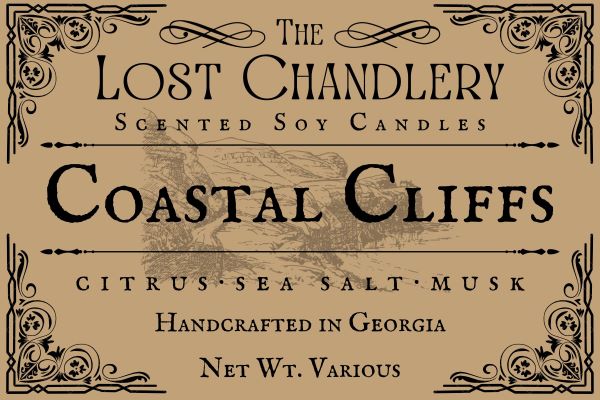 The
Lost Chandlery
Scented Soy Candles
Coastal Cliffs
citrus·sea salt·musk
Handcrafted in Georgia
Net Wt. Various